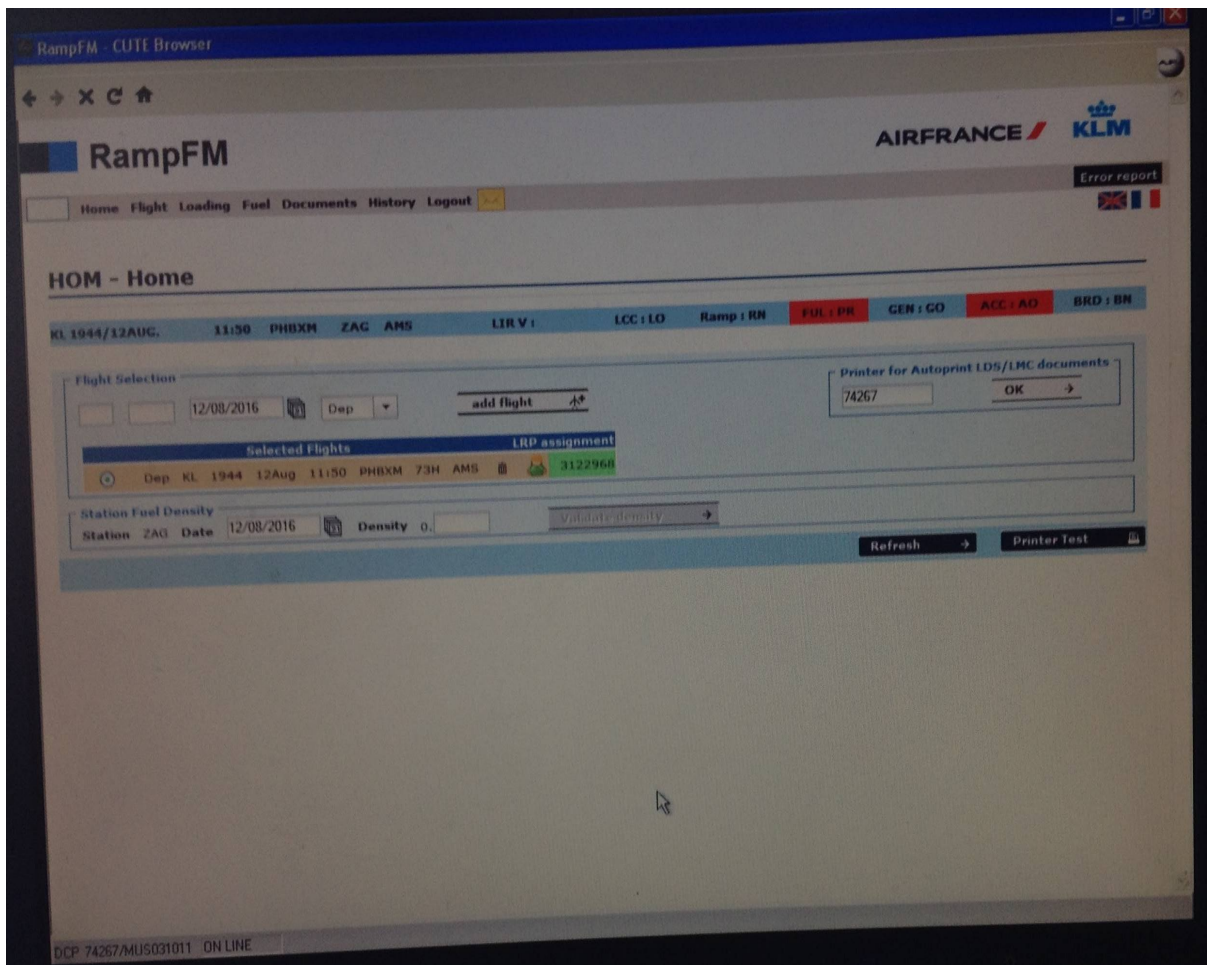 RampFM - CUTE Browser
RampFM
AIRFRANCE KLM
Error report
Home Flight Loading Fuel Documents History Logout
HOM - Home
KL 1944/12AUG. 11:50 PHBXM ZAG AMS LIR V : LCC : LO Ramp : RN FUL : PR GEN : GO ACC : AO BRD : BN
Flight Selection
12/08/2016 Dep add flight
Printer for Autoprint LDS/LMC documents
74267 OK
Selected Flights LRP assignment
Dep KL 1944 12Aug 11:50 PHBXM 73H AMS 3122968
Station Fuel Density
Station ZAG Date 12/08/2016 Density 0. Validate density
Refresh Printer Test
DCP 74267/MUS031011 ON LINE